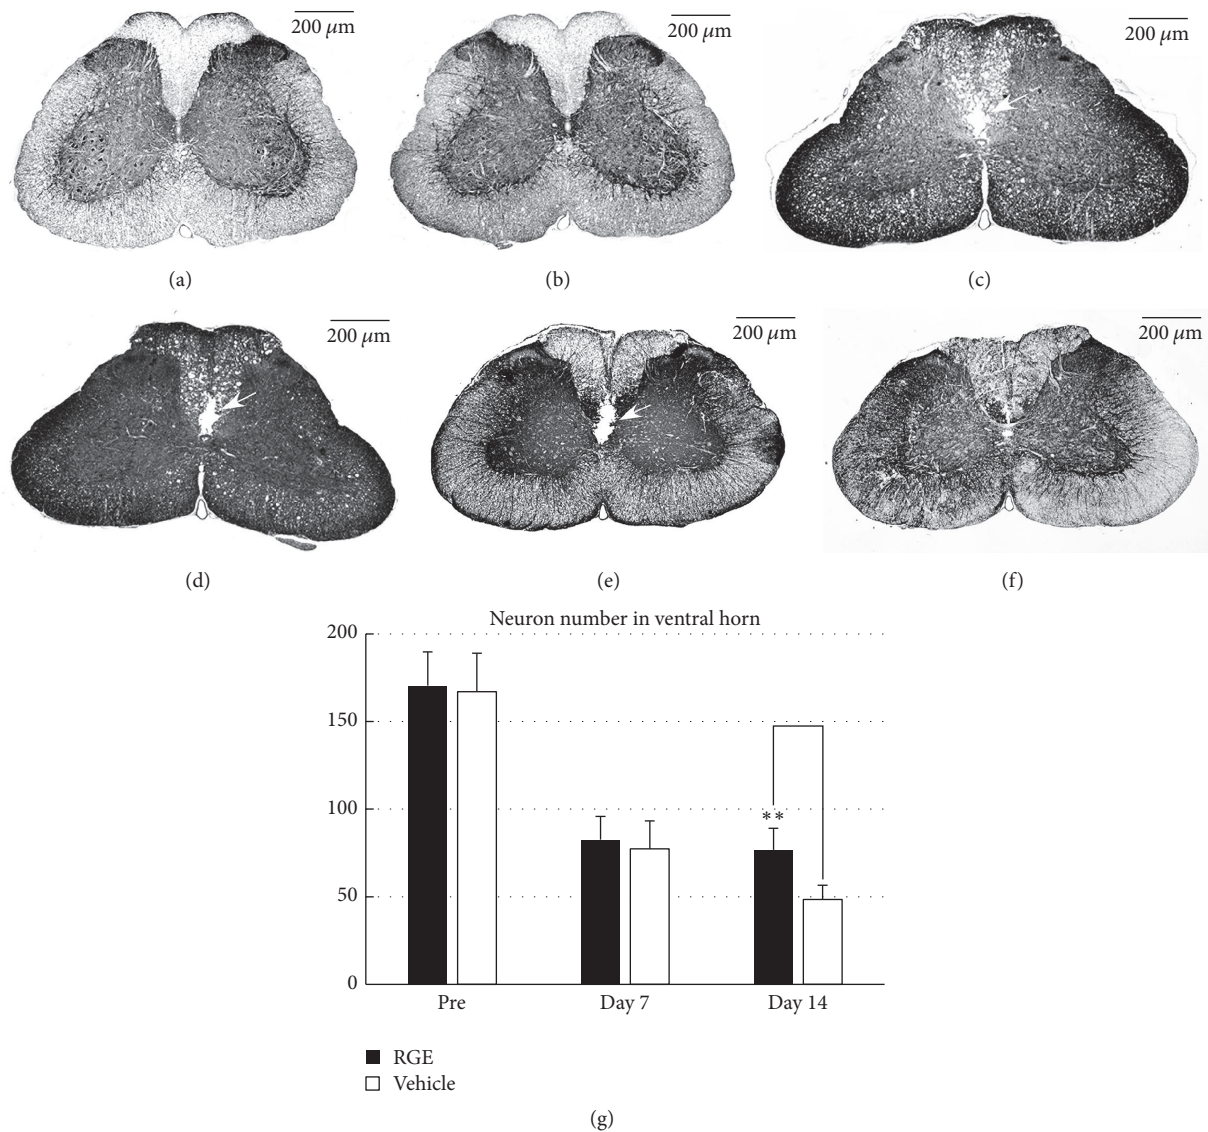 200 μm
200 μm
200 μm
(a)
(b)
(c)
200 μm
200 μm
200 μm
(d)
(e)
(f)
Neuron number in ventral horn
200
150
100
**
50
0
Pre
Day 7
Day 14
RGE
Vehicle
(g)